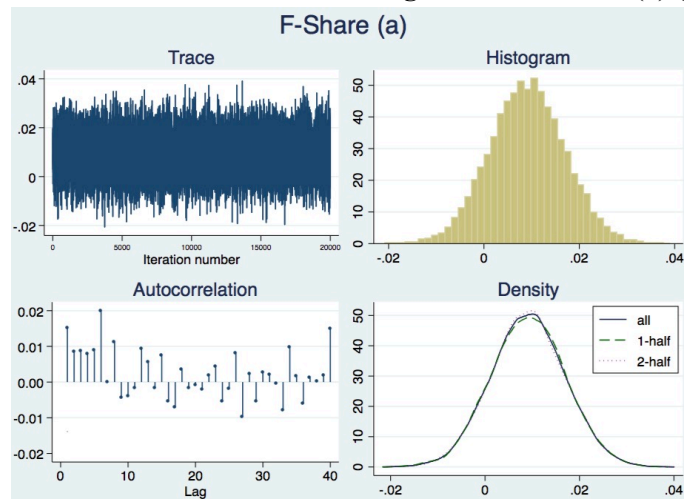 F-Share (a)
Trace
.04
.02
0
-.02
0 5000 10000 15000 20000
Iteration number
Histogram
50
40
30
20
10
0
-.02 0 .02 .04
Autocorrelation
0.02
0.01
0.00
-0.01
-0.02
0 10 20 30 40
Lag
Density
all
1-half
2-half
50
40
30
20
10
0
-.02 0 .02 .04